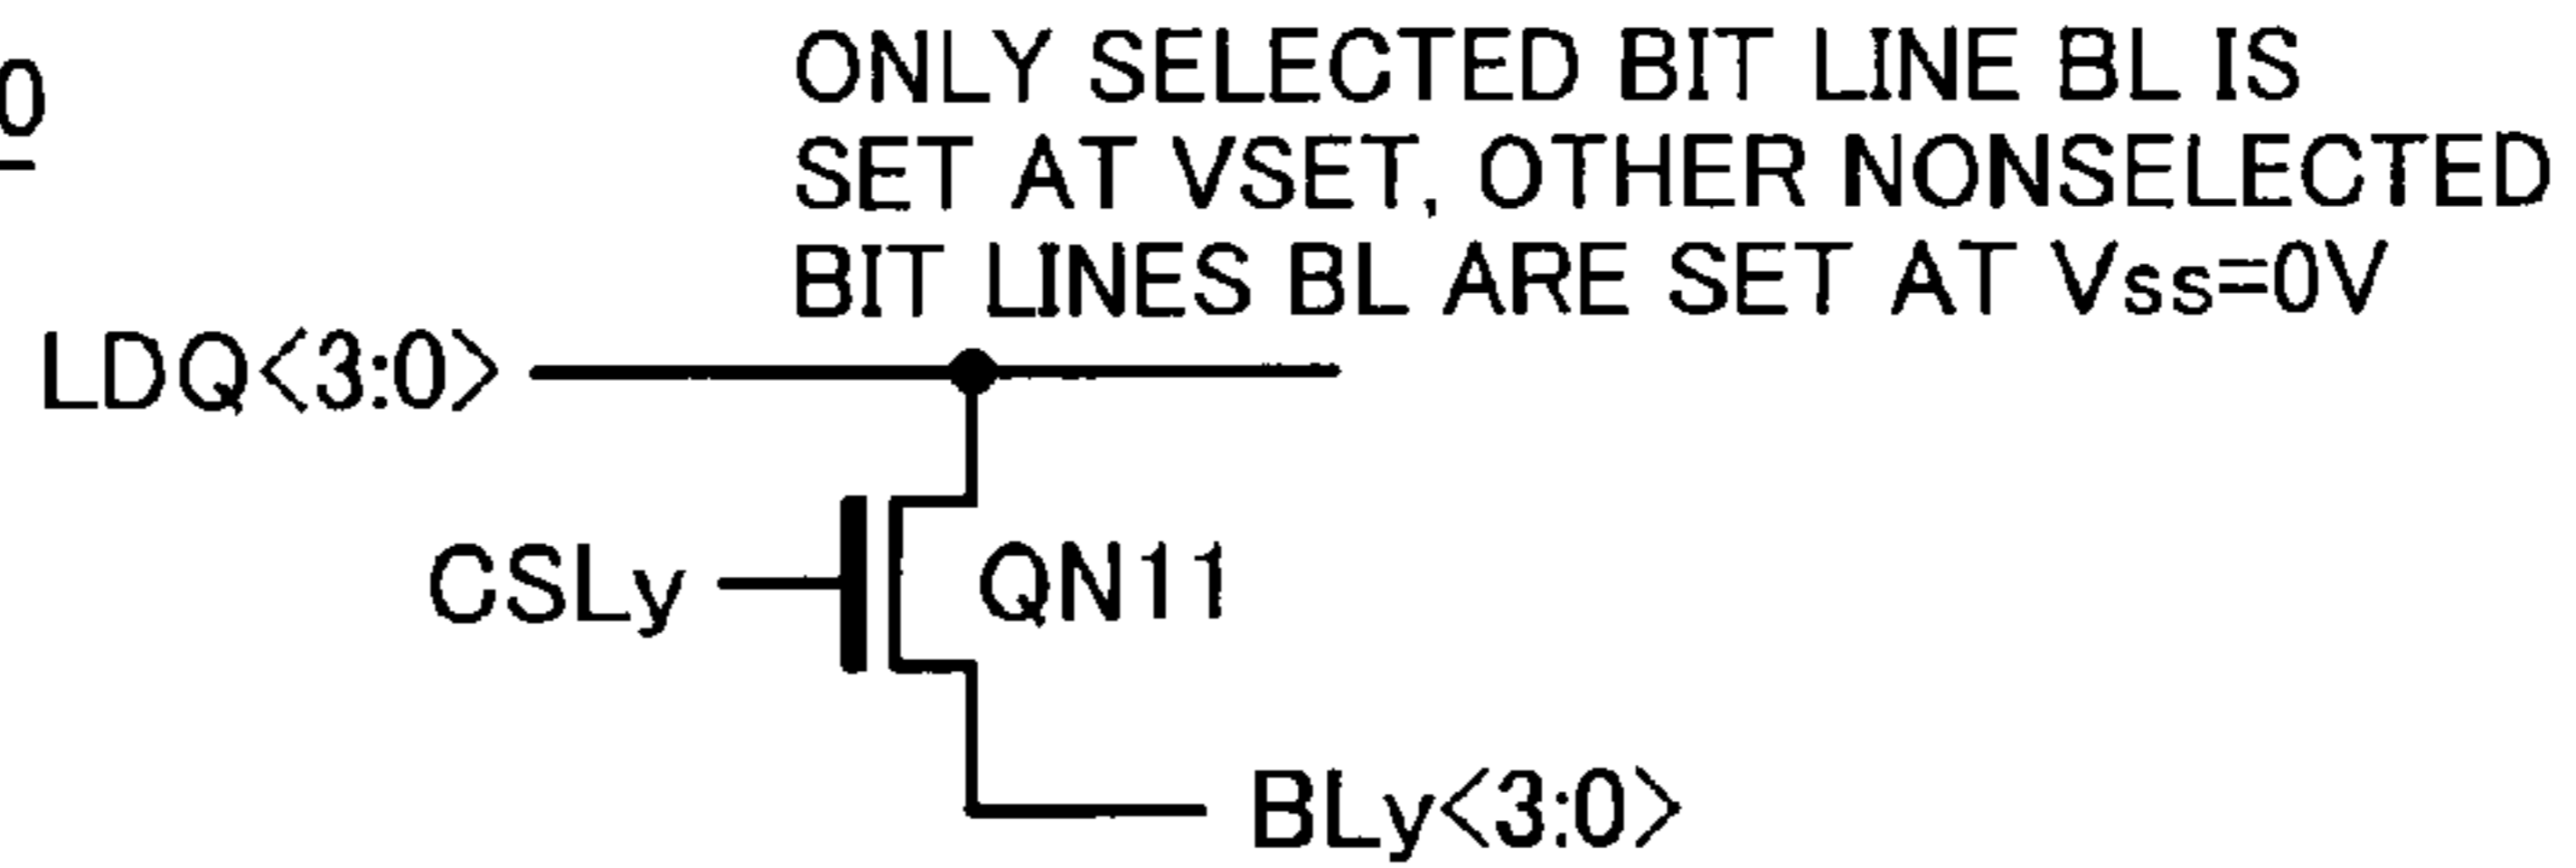 0
ONLY SELECTED BIT LINE BL IS
SET AT VSET, OTHER NONSELECTED
BIT LINES BL ARE SET AT Vss=0V
LDQ<3:0>
CSLy
QN11
BLy<3:0>